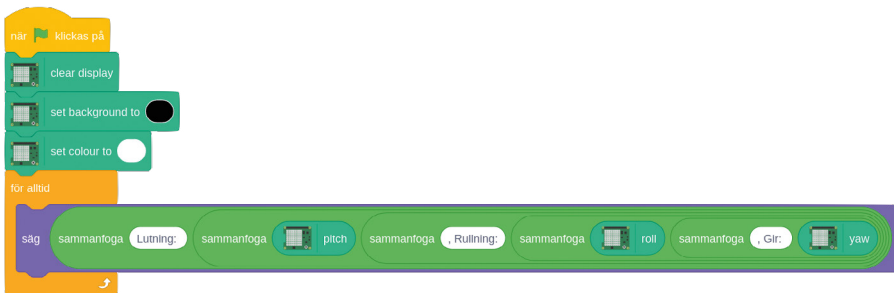 när klickas på
clear display
set background to
set colour to
för alltid
säg sammanfoga Lutning: sammanfoga pitch sammanfoga , Rullning: sammanfoga roll sammanfoga , Gir: yaw